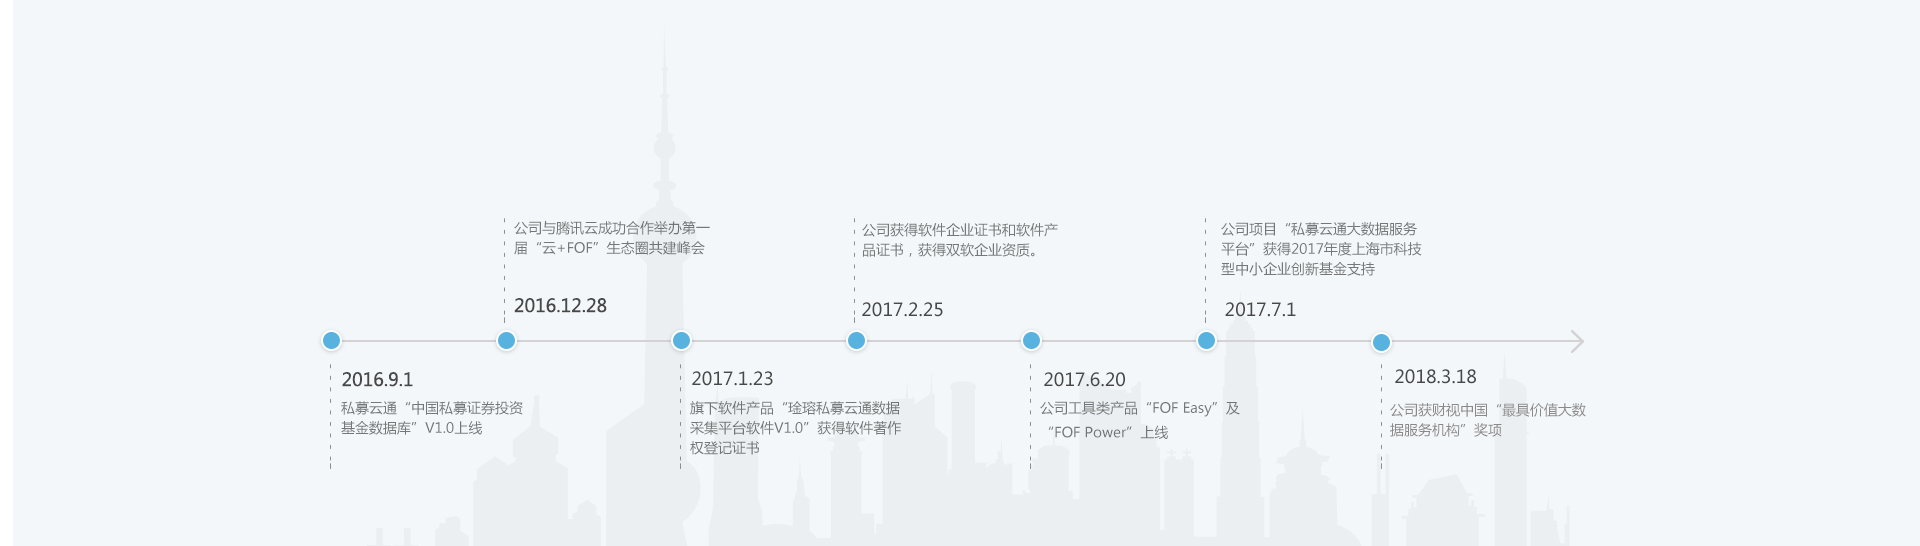 公司与腾讯云成功合作举办第一
届“云+FOF”生态圈共建峰会
2016.12.28
公司获得软件企业证书和软件产
品证书，获得双软企业资质。
2017.2.25
公司项目“私募云通大数据服务
平台”获得2017年度上海市科技
型中小企业创新基金支持
2017.7.1
2016.9.1
私募云通“中国私募证券投资
基金数据库”V1.0上线
2017.1.23
旗下软件产品“琻瑢私募云通数据
采集平台软件V1.0”获得软件著作
权登记证书
2017.6.20
公司工具类产品“FOF Easy”及
“FOF Power”上线
2018.3.18
公司获财视中国“最具价值大数
据服务机构”奖项